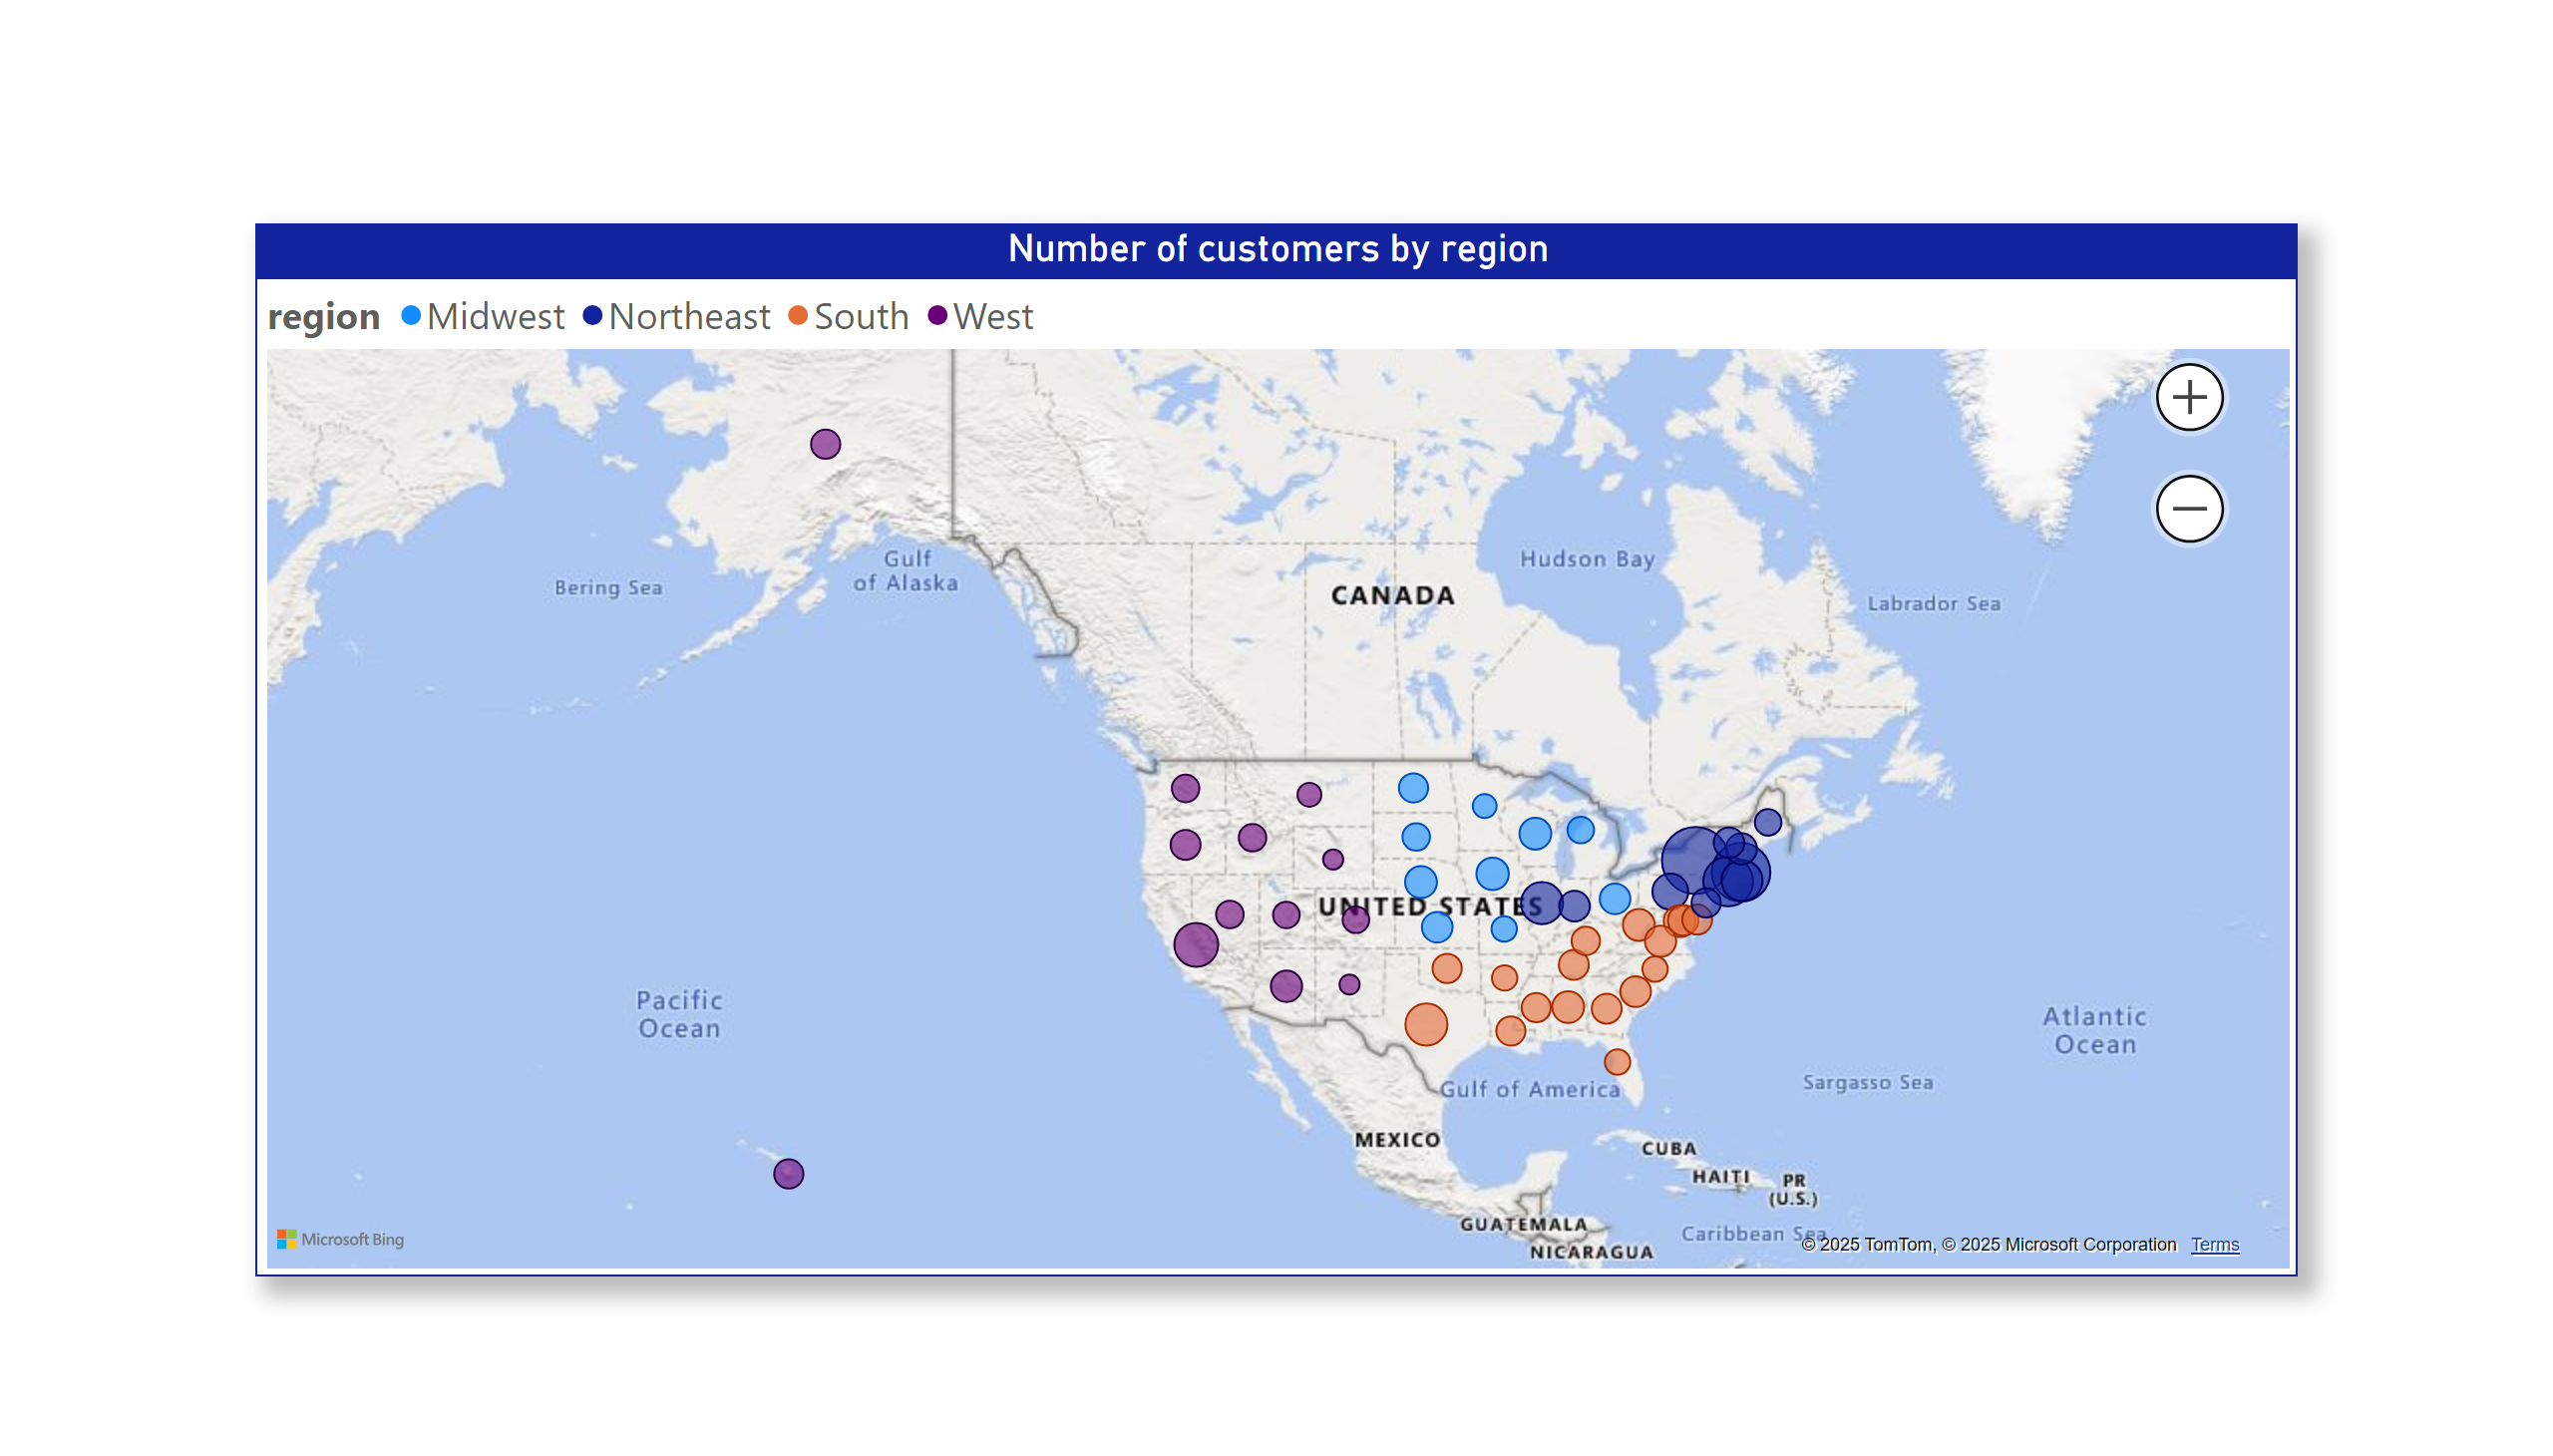 Number of customers by region
region Midwest Northeast South West
Gulf
of Alaska
Bering Sea
Hudson Bay
CANADA
Labrador Sea
UNITED STATES
Pacific
Ocean
Atlantic
Ocean
Gulf of America
Sargasso Sea
MEXICO
CUBA
HAITI
PR
(U.S.)
GUATEMALA
Caribbean Sea
NICARAGUA
Microsoft Bing
© 2025 TomTom, © 2025 Microsoft Corporation Terms